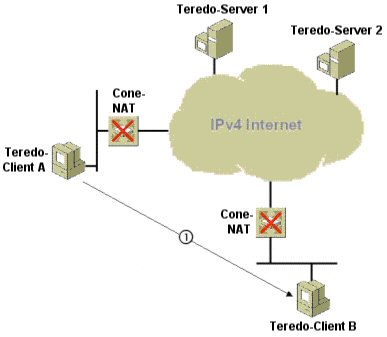 Teredo-Server 1
Teredo-Server 2
Cone-
NAT
IPv4 Internet
Teredo-
Client A
Cone-
NAT
1
Teredo-Client B